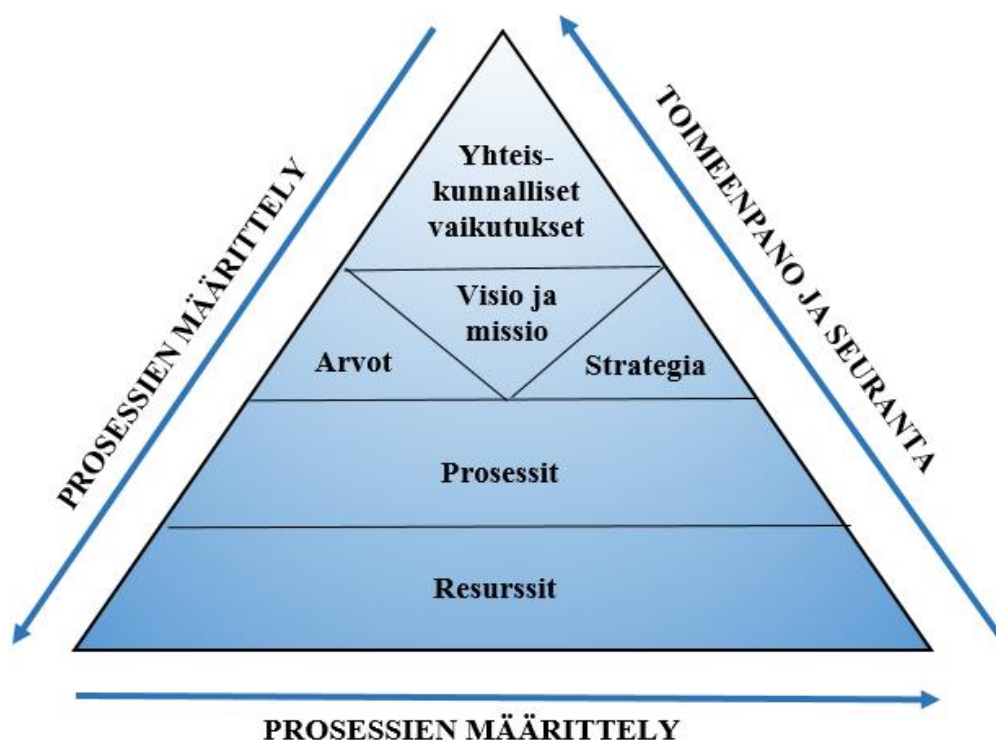 PROSESSIEN MÄÄRITTELY
TOIMEENPANO JA SEURANTA
Yhteis-
kunnalliset
vaikutukset
Visio ja
missio
Arvot
Strategia
Prosessit
Resurssit
PROSESSIEN MÄÄRITTELY